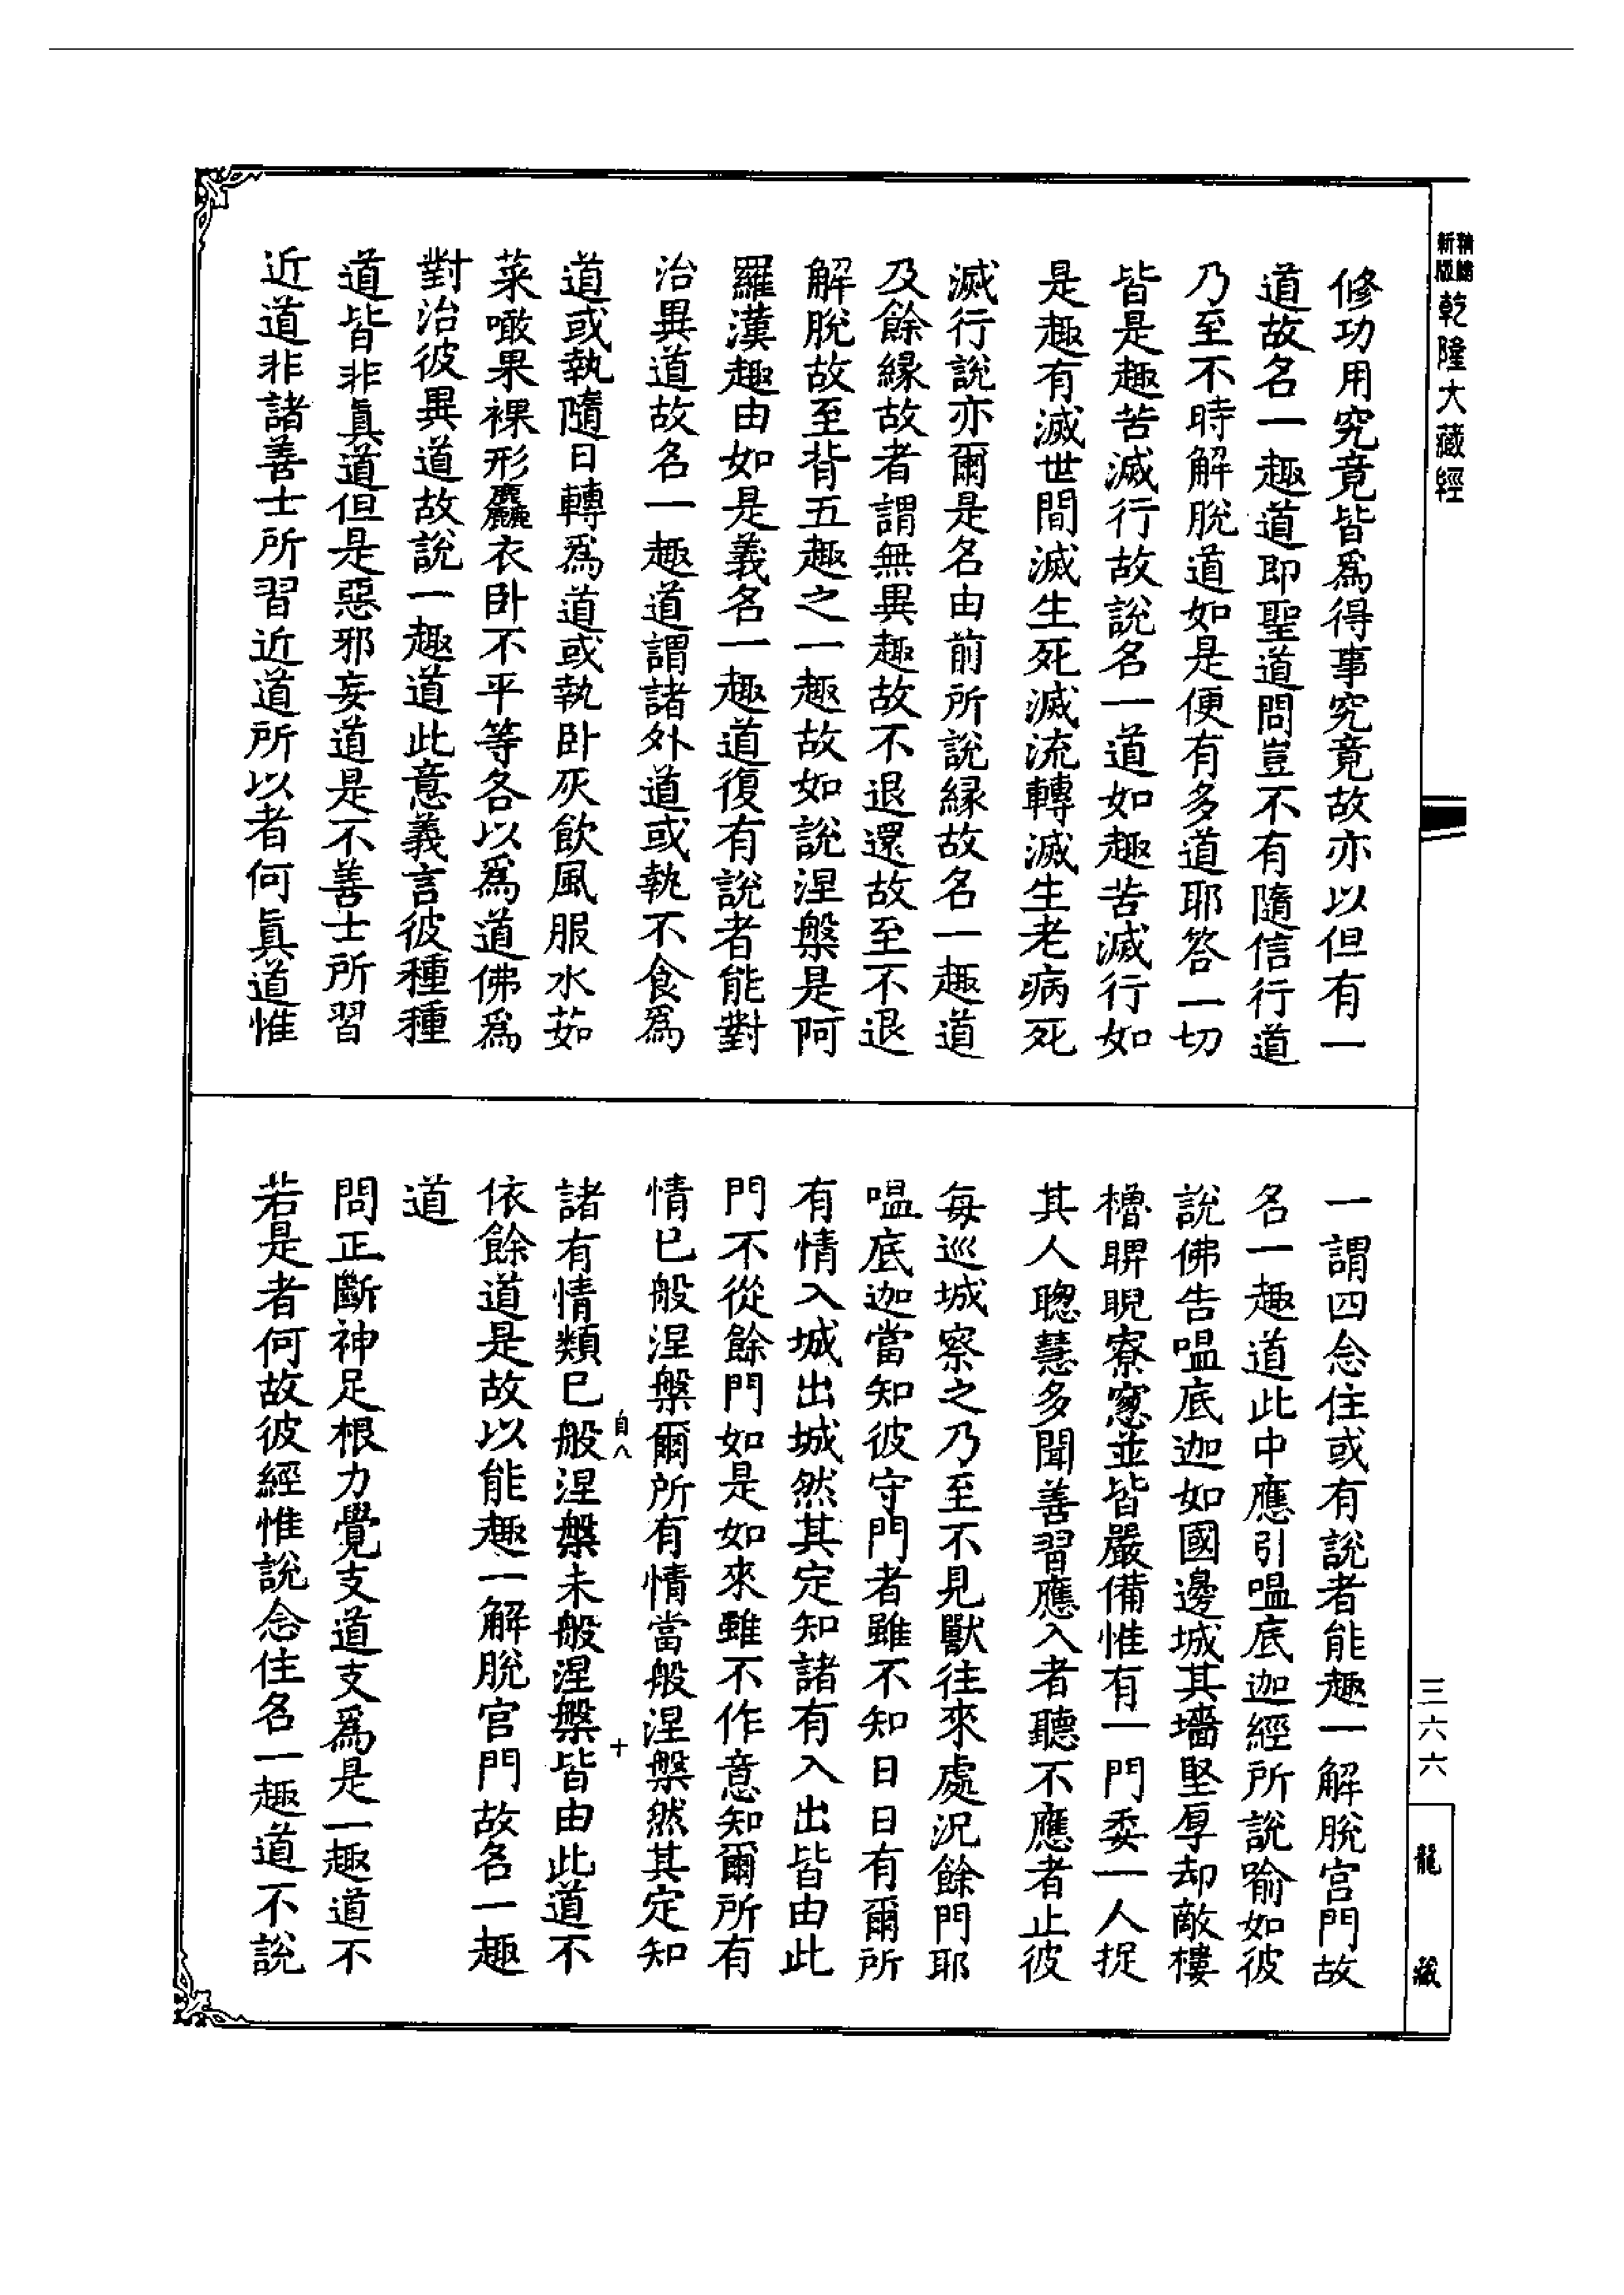 精繪新版乾隆大藏經
修功用究竟皆爲得事究竟故亦以但有一
道故名一趣道即聖道問豈不有隨信行道
乃至不時解脫道如是便有多道耶答一切
皆是趣苦滅行故說名一道如趣苦滅行如
是趣有滅世間滅生死滅流轉滅生老病死
滅行說亦爾是名由前所說緣故名一趣道
及餘緣故者謂無異趣故不退還故至不退
解脫故至背五趣之一趣故如說涅槃是阿
羅漢趣由如是義名一趣道復有說者能對
治異道故名一趣道謂諸外道或執不食爲
道或執隨日轉爲道或執臥灰飲風服水茹
菜噉果裸形麤衣臥不平等各以爲道佛爲
對治彼異道故說一趣道此意義言彼種種
道皆非眞道但是惡邪妄道是不善士所習
近道非諸善士所習近道所以者何眞道惟
一謂四念住或有說者能趣一解脫宫門故
名一趣道此中應引嗢底迦經所說喻如彼
說佛告嗢底迦如國邊城其墻堅厚却敵樓
櫓睥睨寮窻並皆嚴備惟有一門委一人捉
其人聰慧多聞善習應入者聽不應者止彼
每巡城察之乃至不見獸往來處況餘門耶
嗢底迦當知彼守門者雖不知日日有爾所
有情入城出城然其定知諸有入出皆由此
門不從餘門如是如來雖不作意知爾所有
情已般涅槃爾所有情當般涅槃然其定知
自八
十
諸有情類已般涅槃未般涅槃皆由此道不
依餘道是故以能趣一解脫宫門故名一趣
道
問正斷神足根力覺支道支爲是一趣道不
若是者何故彼經惟說念住名一趣道不說
三六六
龍藏